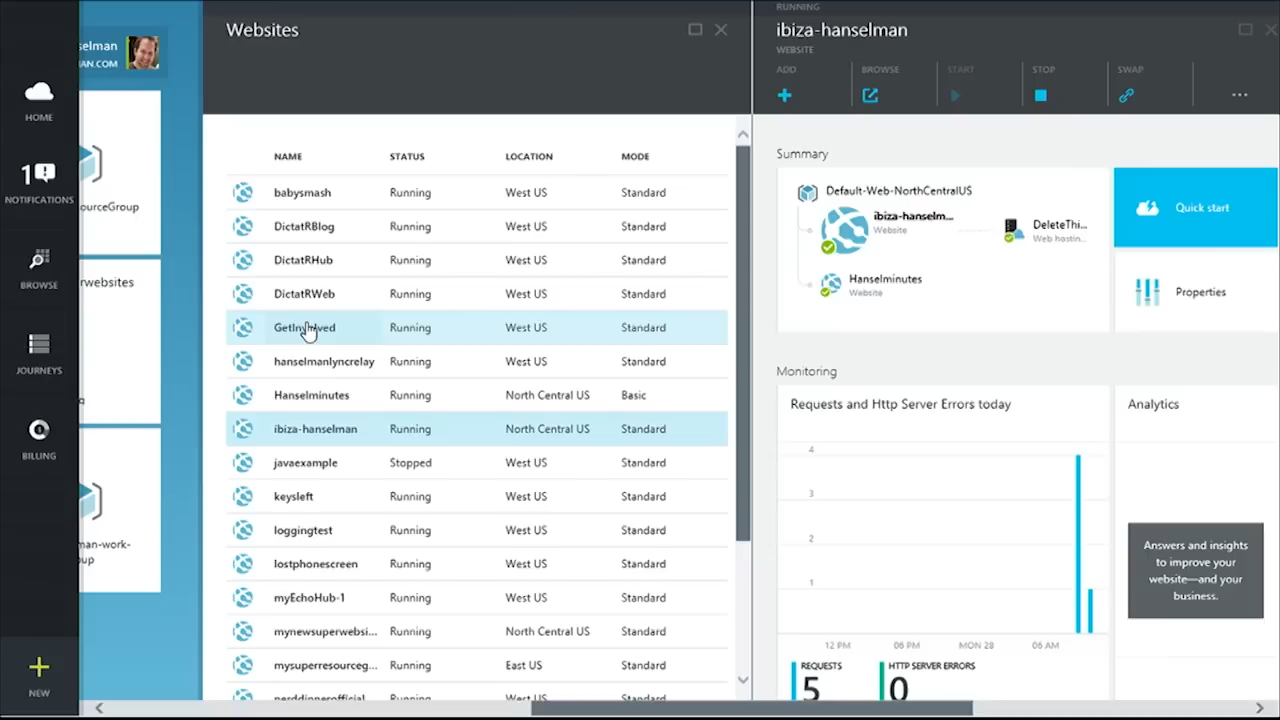 selman
IAN.COM
HOME
1
NOTIFICATIONS
BROWSE
JOURNEYS
BILLING
NEW
ourceGroup
rwebsites
man-work-
up
Websites
NAME STATUS LOCATION MODE
babysmash Running West US Standard
DictatRBlog Running West US Standard
DictatRHub Running West US Standard
DictatRWeb Running West US Standard
Running West US Standard
hanselmanlyncrelay Running West US Standard
Hanselminutes Running North Central US Basic
ibiza-hanselman Running North Central US Standard
javaexample Stopped West US Standard
keysleft Running West US Standard
loggingtest Running West US Standard
lostphonescreen Running West US Standard
myEchoHub-1 Running West US Standard
mynewsuperwebsi... Running North Central US Standard
mysuperresourceg... Running East US Standard
nerddinnerofficial Running West US Standard
RUNNING
ibiza-hanselman
WEBSITE
ADD BROWSE START STOP SWAP
...
Summary
Default-Web-NorthCentralUS
ibiza-hanselm...
Website
DeleteThi...
Web hostin...
Hanselminutes
Website
Quick start
Properties
Monitoring
Requests and Http Server Errors today
4
3
2
1
12 PM 06 PM MON 28 06 AM
REQUESTS
5
HTTP SERVER ERRORS
0
Analytics
Answers and insights
to improve your
website—and your
business.